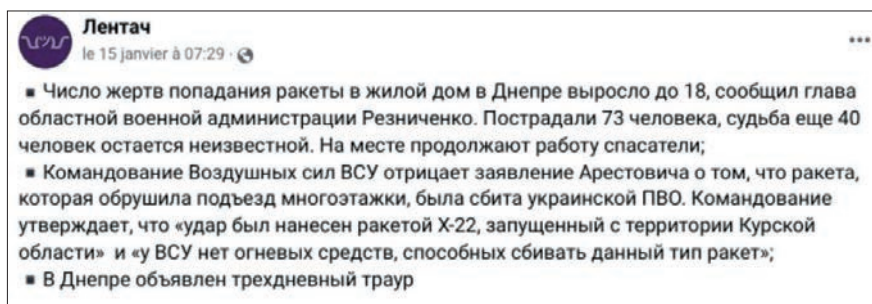 Лентач
le 15 janvier à 07:29 ·
▪ Число жертв попадания ракеты в жилой дом в Днепре выросло до 18, сообщил глава
областной военной администрации Резниченко. Пострадали 73 человека, судьба еще 40
человек остается неизвестной. На месте продолжают работу спасатели;
▪ Командование Воздушных сил ВСУ отрицает заявление Арестовича о том, что ракета,
которая обрушила подъезд многоэтажки, была сбита украинской ПВО. Командование
утверждает, что «удар был нанесен ракетой Х-22, запущенный с территории Курской
области» и «у ВСУ нет огневых средств, способных сбивать данный тип ракет»;
▪ В Днепре объявлен трехдневный траур